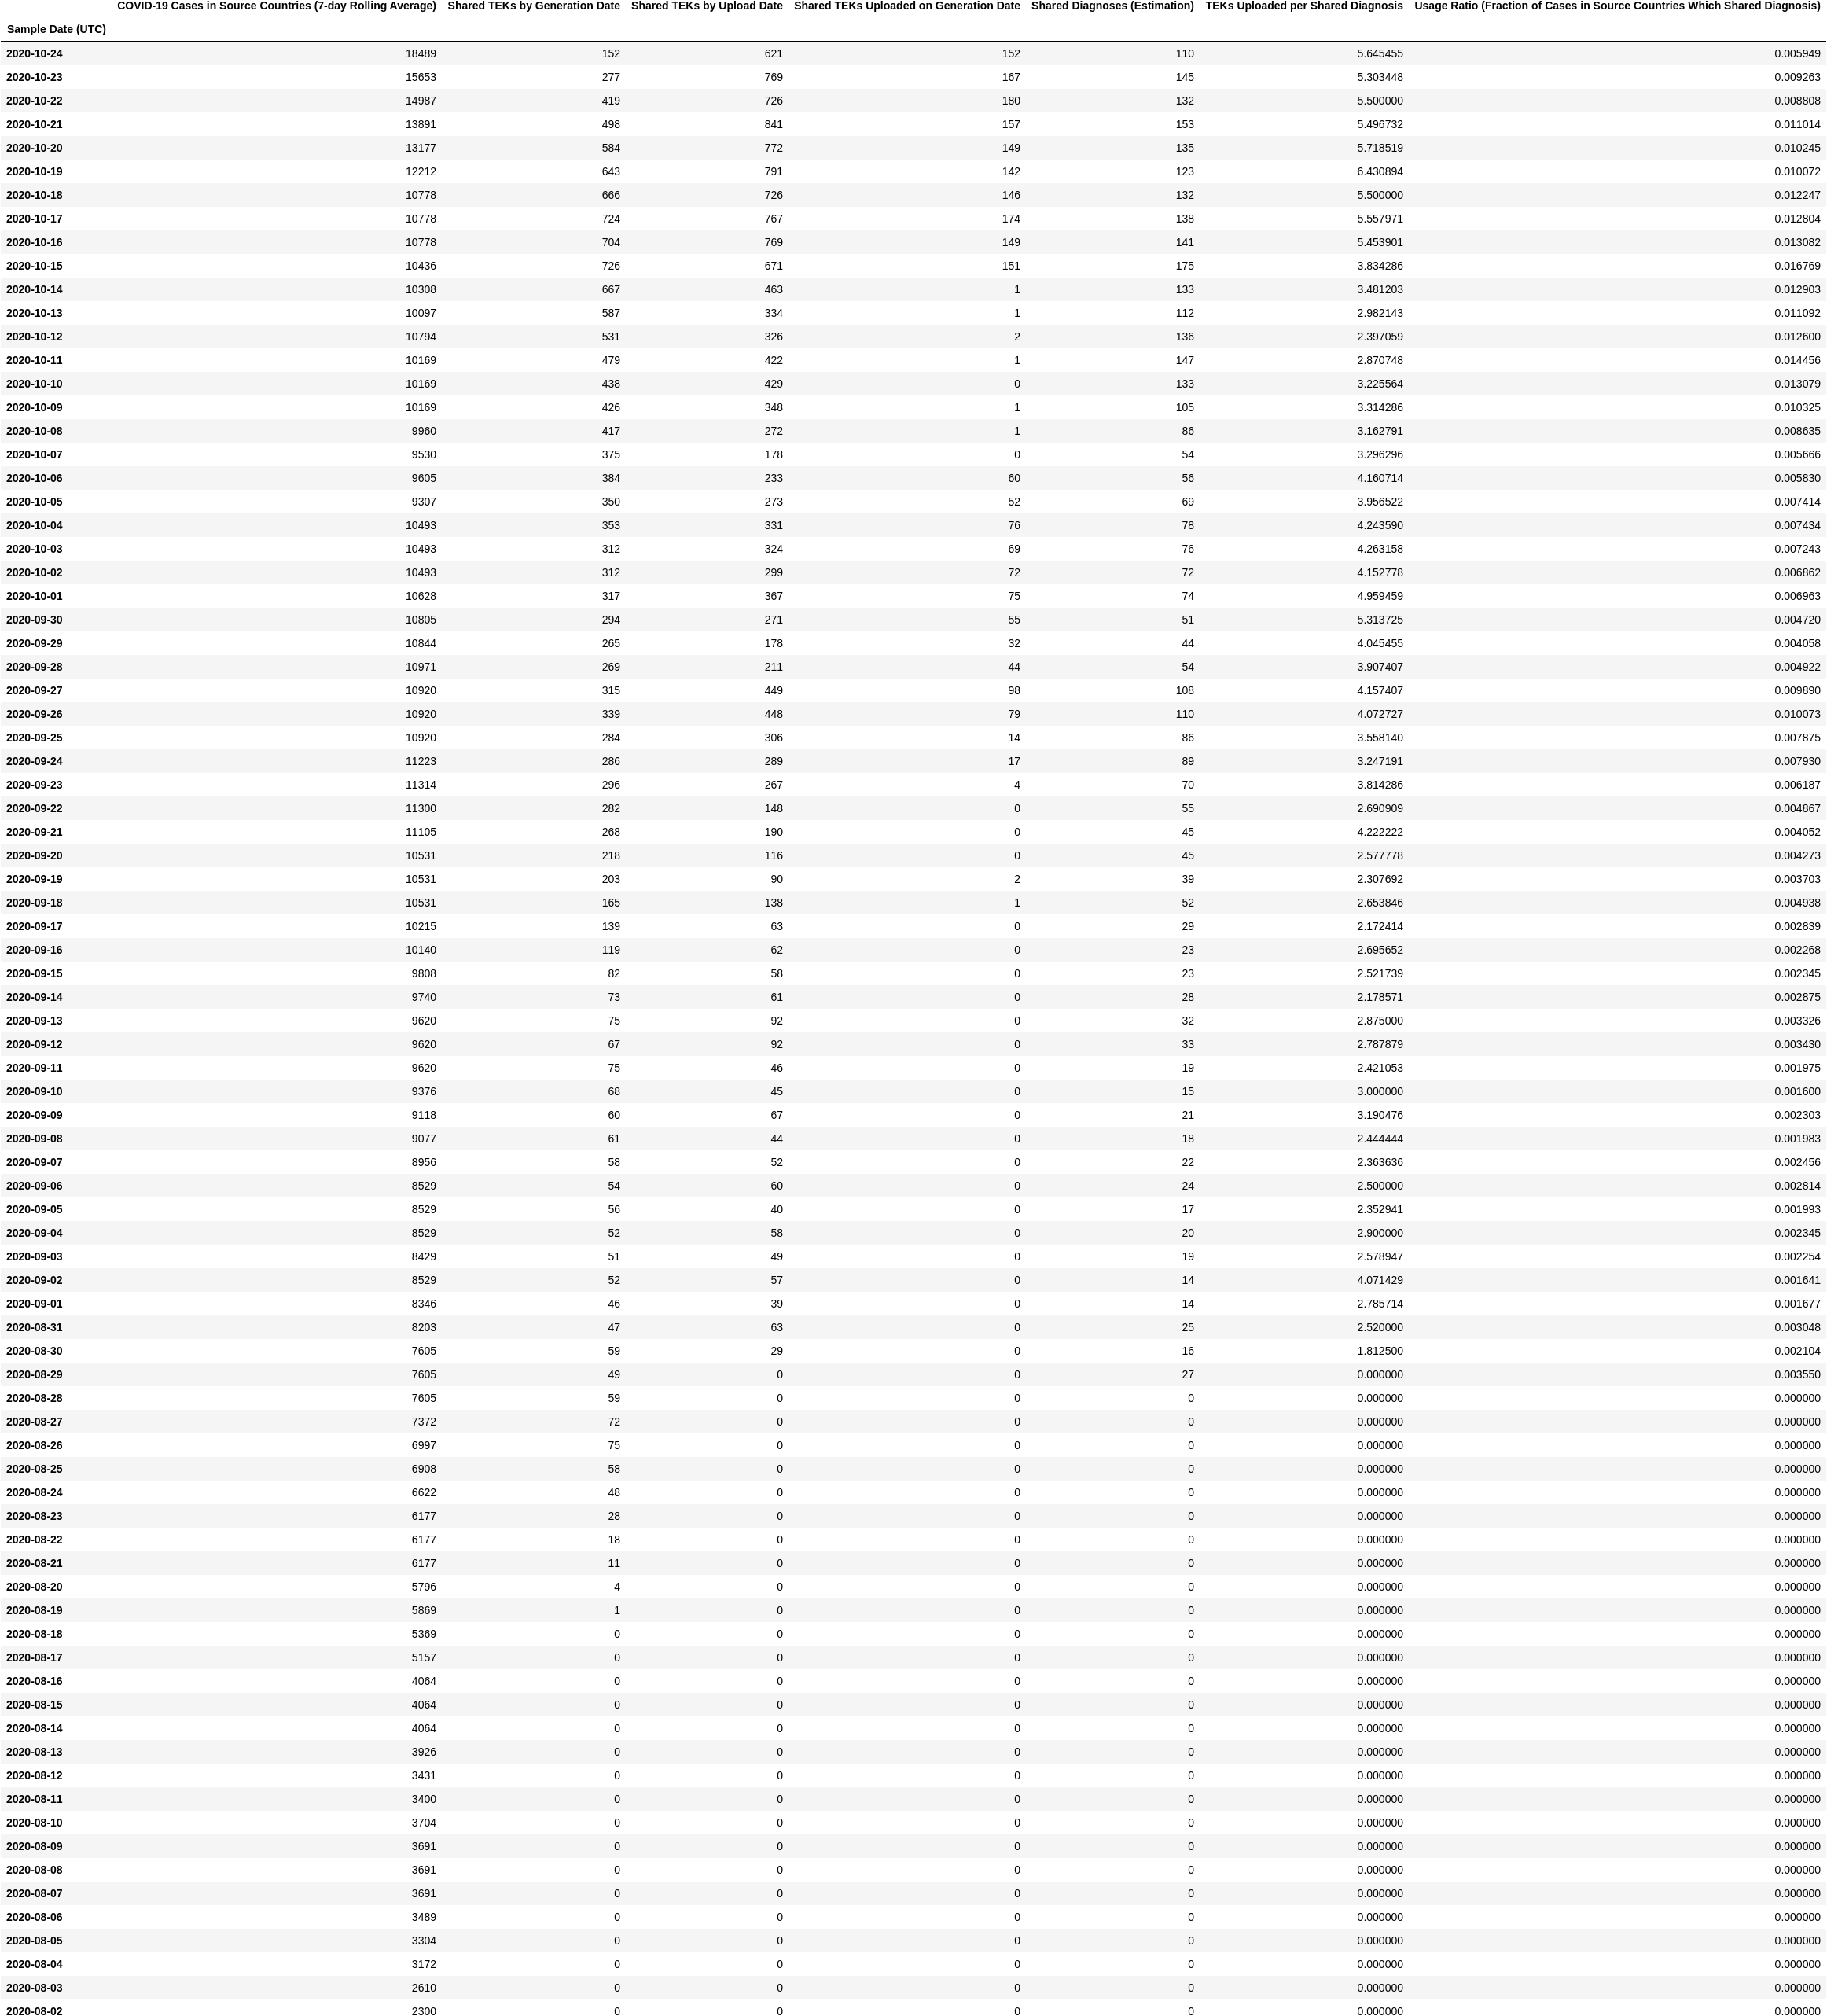 COVID-19 Cases in Source Countries (7-day Rolling Average) Shared TEKs by Generation Date Shared TEKs by Upload Date Shared TEKs Uploaded on Generation Date Shared Diagnoses (Estimation) TEKs Uploaded per Shared Diagnosis Usage Ratio (Fraction of Cases in Source Countries Which Shared Diagnosis)
Sample Date (UTC)
2020-10-24 18489 152 621 152 110 5.645455 0.005949
2020-10-23 15653 277 769 167 145 5.303448 0.009263
2020-10-22 14987 419 726 180 132 5.500000 0.008808
2020-10-21 13891 498 841 157 153 5.496732 0.011014
2020-10-20 13177 584 772 149 135 5.718519 0.010245
2020-10-19 12212 643 791 142 123 6.430894 0.010072
2020-10-18 10778 666 726 146 132 5.500000 0.012247
2020-10-17 10778 724 767 174 138 5.557971 0.012804
2020-10-16 10778 704 769 149 141 5.453901 0.013082
2020-10-15 10436 726 671 151 175 3.834286 0.016769
2020-10-14 10308 667 463 1 133 3.481203 0.012903
2020-10-13 10097 587 334 1 112 2.982143 0.011092
2020-10-12 10794 531 326 2 136 2.397059 0.012600
2020-10-11 10169 479 422 1 147 2.870748 0.014456
2020-10-10 10169 438 429 0 133 3.225564 0.013079
2020-10-09 10169 426 348 1 105 3.314286 0.010325
2020-10-08 9960 417 272 1 86 3.162791 0.008635
2020-10-07 9530 375 178 0 54 3.296296 0.005666
2020-10-06 9605 384 233 60 56 4.160714 0.005830
2020-10-05 9307 350 273 52 69 3.956522 0.007414
2020-10-04 10493 353 331 76 78 4.243590 0.007434
2020-10-03 10493 312 324 69 76 4.263158 0.007243
2020-10-02 10493 312 299 72 72 4.152778 0.006862
2020-10-01 10628 317 367 75 74 4.959459 0.006963
2020-09-30 10805 294 271 55 51 5.313725 0.004720
2020-09-29 10844 265 178 32 44 4.045455 0.004058
2020-09-28 10971 269 211 44 54 3.907407 0.004922
2020-09-27 10920 315 449 98 108 4.157407 0.009890
2020-09-26 10920 339 448 79 110 4.072727 0.010073
2020-09-25 10920 284 306 14 86 3.558140 0.007875
2020-09-24 11223 286 289 17 89 3.247191 0.007930
2020-09-23 11314 296 267 4 70 3.814286 0.006187
2020-09-22 11300 282 148 0 55 2.690909 0.004867
2020-09-21 11105 268 190 0 45 4.222222 0.004052
2020-09-20 10531 218 116 0 45 2.577778 0.004273
2020-09-19 10531 203 90 2 39 2.307692 0.003703
2020-09-18 10531 165 138 1 52 2.653846 0.004938
2020-09-17 10215 139 63 0 29 2.172414 0.002839
2020-09-16 10140 119 62 0 23 2.695652 0.002268
2020-09-15 9808 82 58 0 23 2.521739 0.002345
2020-09-14 9740 73 61 0 28 2.178571 0.002875
2020-09-13 9620 75 92 0 32 2.875000 0.003326
2020-09-12 9620 67 92 0 33 2.787879 0.003430
2020-09-11 9620 75 46 0 19 2.421053 0.001975
2020-09-10 9376 68 45 0 15 3.000000 0.001600
2020-09-09 9118 60 67 0 21 3.190476 0.002303
2020-09-08 9077 61 44 0 18 2.444444 0.001983
2020-09-07 8956 58 52 0 22 2.363636 0.002456
2020-09-06 8529 54 60 0 24 2.500000 0.002814
2020-09-05 8529 56 40 0 17 2.352941 0.001993
2020-09-04 8529 52 58 0 20 2.900000 0.002345
2020-09-03 8429 51 49 0 19 2.578947 0.002254
2020-09-02 8529 52 57 0 14 4.071429 0.001641
2020-09-01 8346 46 39 0 14 2.785714 0.001677
2020-08-31 8203 47 63 0 25 2.520000 0.003048
2020-08-30 7605 59 29 0 16 1.812500 0.002104
2020-08-29 7605 49 0 0 27 0.000000 0.003550
2020-08-28 7605 59 0 0 0 0.000000 0.000000
2020-08-27 7372 72 0 0 0 0.000000 0.000000
2020-08-26 6997 75 0 0 0 0.000000 0.000000
2020-08-25 6908 58 0 0 0 0.000000 0.000000
2020-08-24 6622 48 0 0 0 0.000000 0.000000
2020-08-23 6177 28 0 0 0 0.000000 0.000000
2020-08-22 6177 18 0 0 0 0.000000 0.000000
2020-08-21 6177 11 0 0 0 0.000000 0.000000
2020-08-20 5796 4 0 0 0 0.000000 0.000000
2020-08-19 5869 1 0 0 0 0.000000 0.000000
2020-08-18 5369 0 0 0 0 0.000000 0.000000
2020-08-17 5157 0 0 0 0 0.000000 0.000000
2020-08-16 4064 0 0 0 0 0.000000 0.000000
2020-08-15 4064 0 0 0 0 0.000000 0.000000
2020-08-14 4064 0 0 0 0 0.000000 0.000000
2020-08-13 3926 0 0 0 0 0.000000 0.000000
2020-08-12 3431 0 0 0 0 0.000000 0.000000
2020-08-11 3400 0 0 0 0 0.000000 0.000000
2020-08-10 3704 0 0 0 0 0.000000 0.000000
2020-08-09 3691 0 0 0 0 0.000000 0.000000
2020-08-08 3691 0 0 0 0 0.000000 0.000000
2020-08-07 3691 0 0 0 0 0.000000 0.000000
2020-08-06 3489 0 0 0 0 0.000000 0.000000
2020-08-05 3304 0 0 0 0 0.000000 0.000000
2020-08-04 3172 0 0 0 0 0.000000 0.000000
2020-08-03 2610 0 0 0 0 0.000000 0.000000
2020-08-02 2300 0 0 0 0 0.000000 0.000000